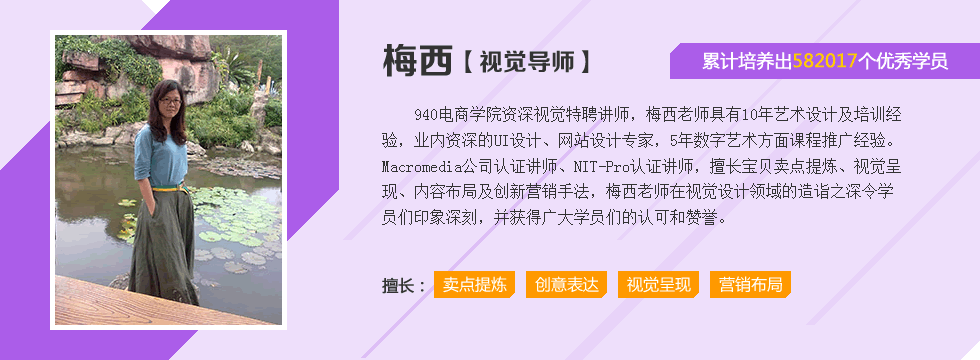 梅西【视觉导师】
累计培养出582017个优秀学员
940电商学院资深视觉特聘讲师，梅西老师具有10年艺术设计及培训经
验，业内资深的UI设计、网站设计专家，5年数字艺术方面课程推广经验。
Macromedia公司认证讲师、NIT-Pro认证讲师，擅长宝贝卖点提炼、视觉呈
现、内容布局及创新营销手法，梅西老师在视觉设计领域的造诣之深令学
员们印象深刻，并获得广大学员们的认可和赞誉。
擅长： 卖点提炼 创意表达 视觉呈现 营销布局